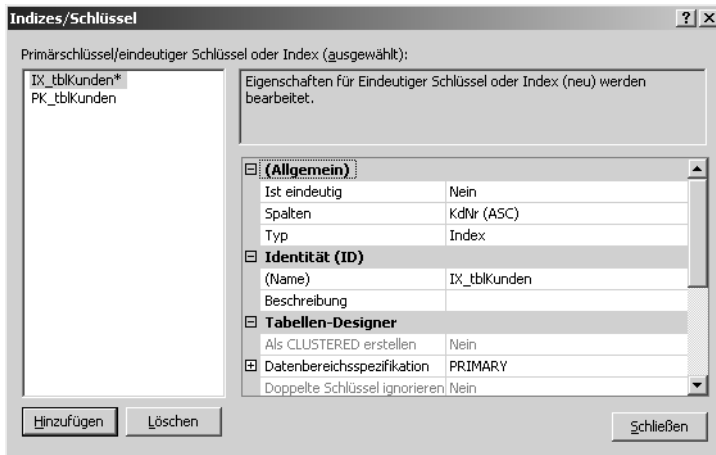 Indizes/Schlüssel
Primärschlüssel/eindeutiger Schlüssel oder Index (ausgewählt):
IX_tblKunden*
PK_tblKunden
Eigenschaften für Eindeutiger Schlüssel oder Index (neu) werden
bearbeitet.
(Allgemein)
Ist eindeutig Nein
Spalten KdNr (ASC)
Typ Index
Identität (ID)
(Name) IX_tblKunden
Beschreibung
Tabellen-Designer
Als CLUSTERED erstellen Nein
Datenbereichsspezifikation PRIMARY
Doppelte Schlüssel ignorieren Nein
Hinzufügen Löschen
Schließen